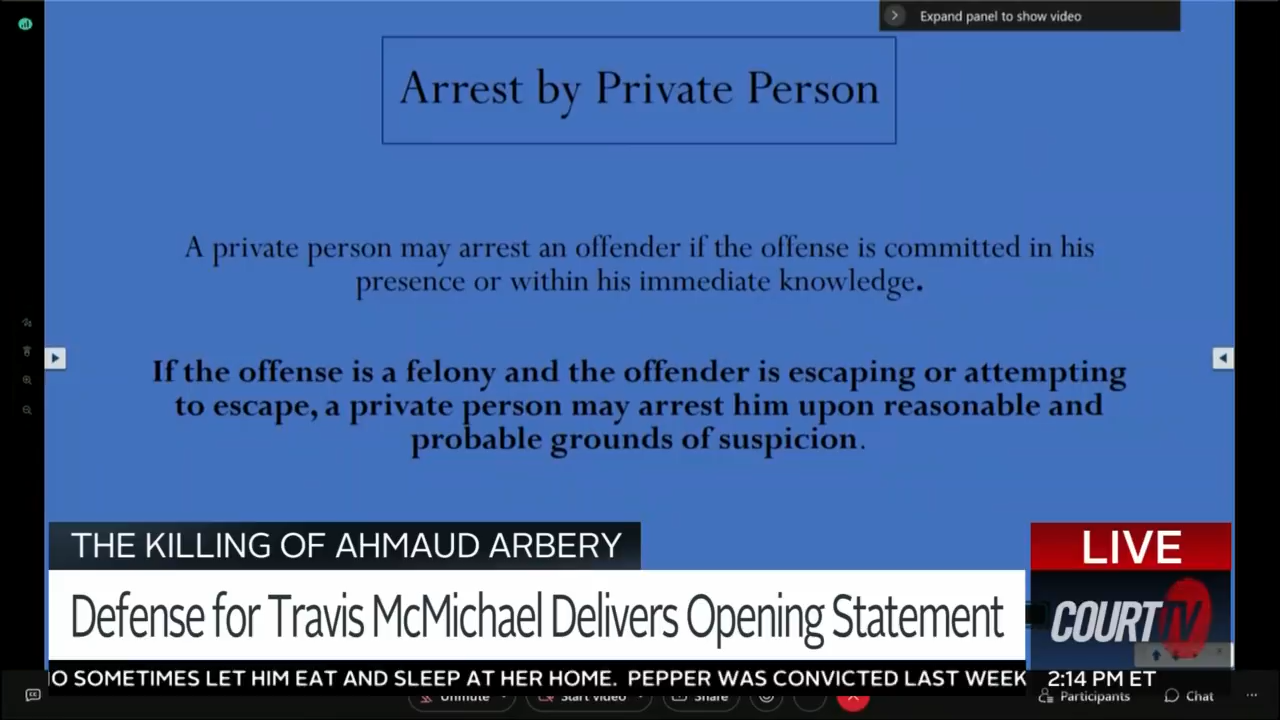 Expand panel to show video
Arrest by Private Person
A private person may arrest an offender if the offense is committed in his
presence or within his immediate knowledge.
If the offense is a felony and the offender is escaping or attempting
to escape, a private person may arrest him upon reasonable and
probable grounds of suspicion.
THE KILLING OF AHMAUD ARBERY
LIVE
Defense for Travis McMichael Delivers Opening Statement
COURT TV
O SOMETIMES LET HIM EAT AND SLEEP AT HER HOME. PEPPER WAS CONVICTED LAST WEEK
2:14 PM ET
Unmute
Start video
Share
Participants
Chat